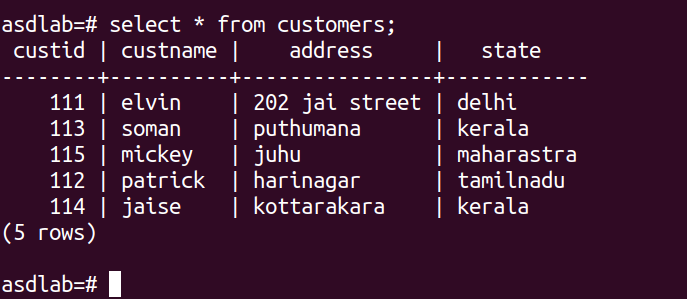 asdlab=# select * from customers;
 custid | custname |    address     |   state
--------+----------+----------------+------------
    111 | elvin    | 202 jai street | delhi
    113 | soman    | puthumana      | kerala
    115 | mickey   | juhu           | maharastra
    112 | patrick  | harinagar      | tamilnadu
    114 | jaise    | kottarakara    | kerala
(5 rows)
asdlab=#